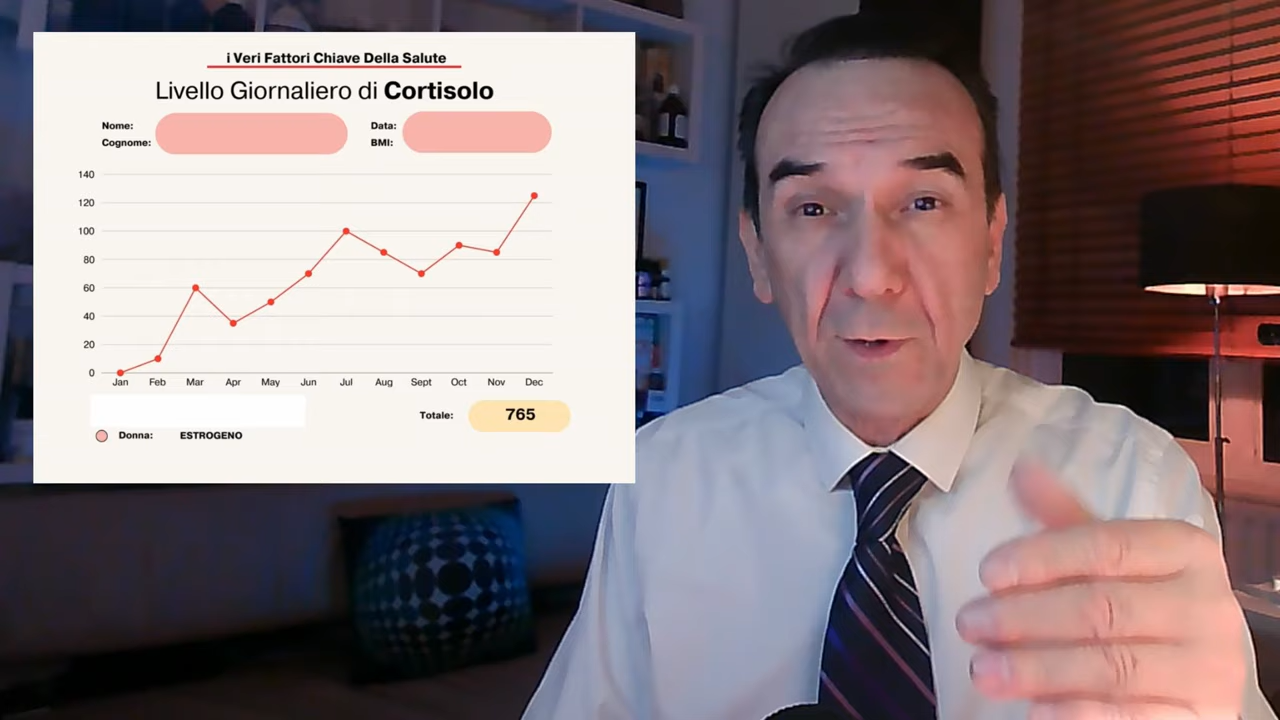 i Veri Fattori Chiave Della Salute
Livello Giornaliero di Cortisolo
Nome:
Cognome:
Data:
BMI:
140
120
100
80
60
40
20
0
Jan Feb Mar Apr May Jun Jul Aug Sept Oct Nov Dec
Totale: 765
Donna: ESTROGENO